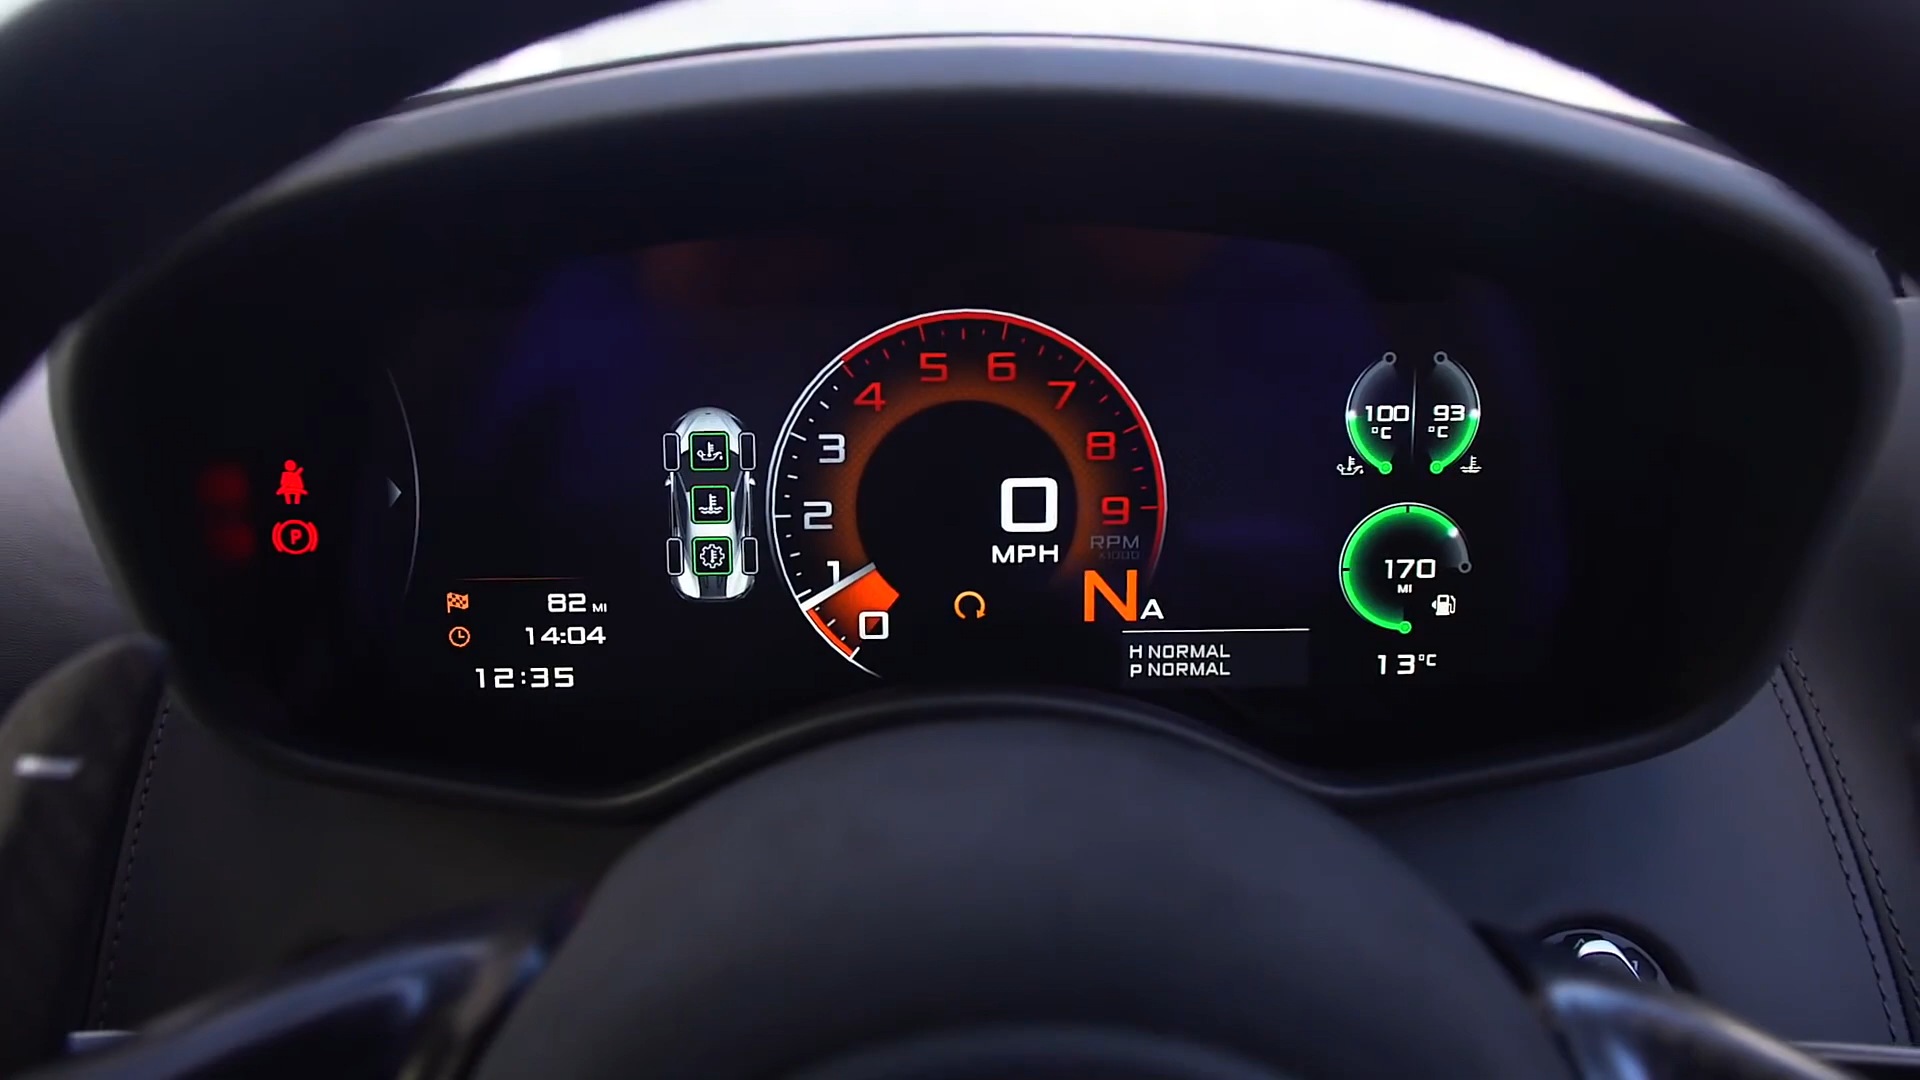 5 6
4 7
3 8
2 9
1 0
0
MPH
RPM
x1000
N A
H NORMAL
P NORMAL
P
82 MI
14:04
12:35
100 °C
93 °C
170
MI
13°C